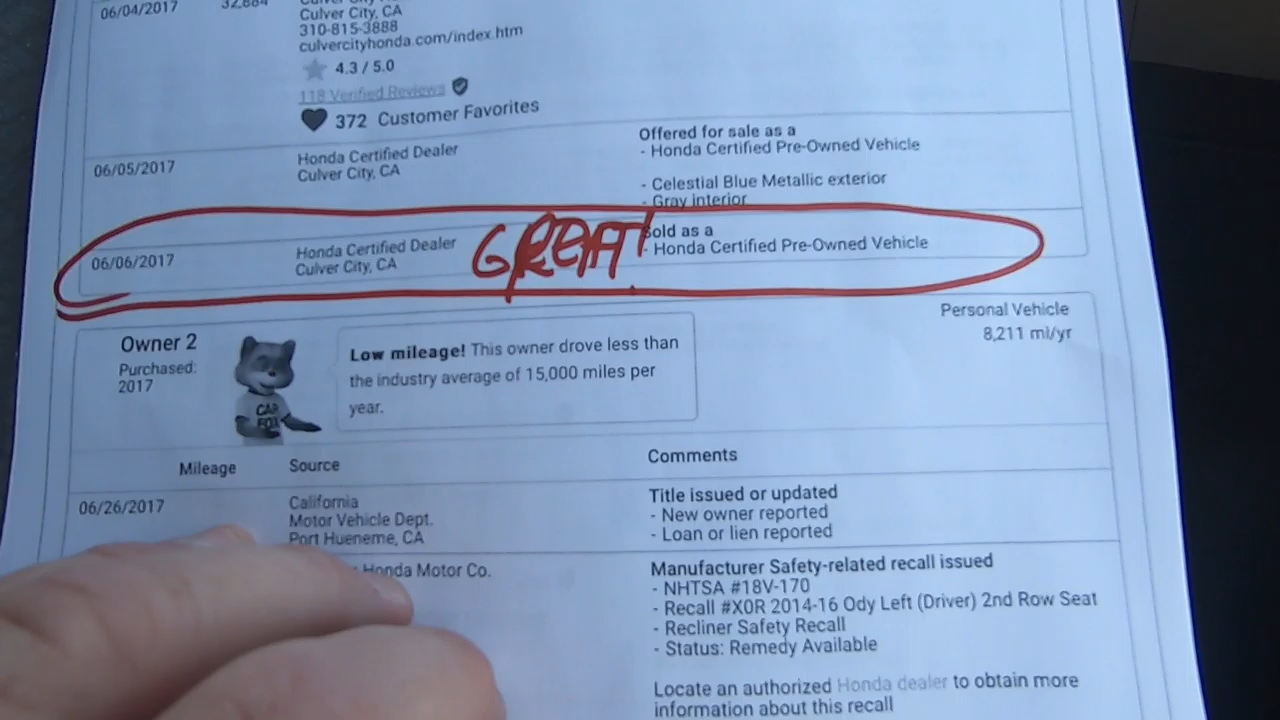 06/04/2017 32,884
Culver City, CA
310-815-3888
culvercityhonda.com/index.htm
4.3 / 5.0
118 Verified Reviews
372 Customer Favorites
06/05/2017
Honda Certified Dealer
Culver City, CA
Offered for sale as a
- Honda Certified Pre-Owned Vehicle
- Celestial Blue Metallic exterior
- Gray interior
06/06/2017
Honda Certified Dealer
Culver City, CA
GREAT!
Sold as a
- Honda Certified Pre-Owned Vehicle
Owner 2
Purchased:
2017
CAR
FOX
Low mileage! This owner drove less than
the industry average of 15,000 miles per
year.
Personal Vehicle
8,211 mi/yr
Mileage Source Comments
06/26/2017
California
Motor Vehicle Dept.
Port Hueneme, CA
Title issued or updated
- New owner reported
- Loan or lien reported
Honda Motor Co.
Manufacturer Safety-related recall issued
- NHTSA #18V-170
- Recall #X0R 2014-16 Ody Left (Driver) 2nd Row Seat
- Recliner Safety Recall
- Status: Remedy Available
Locate an authorized Honda dealer to obtain more
information about this recall